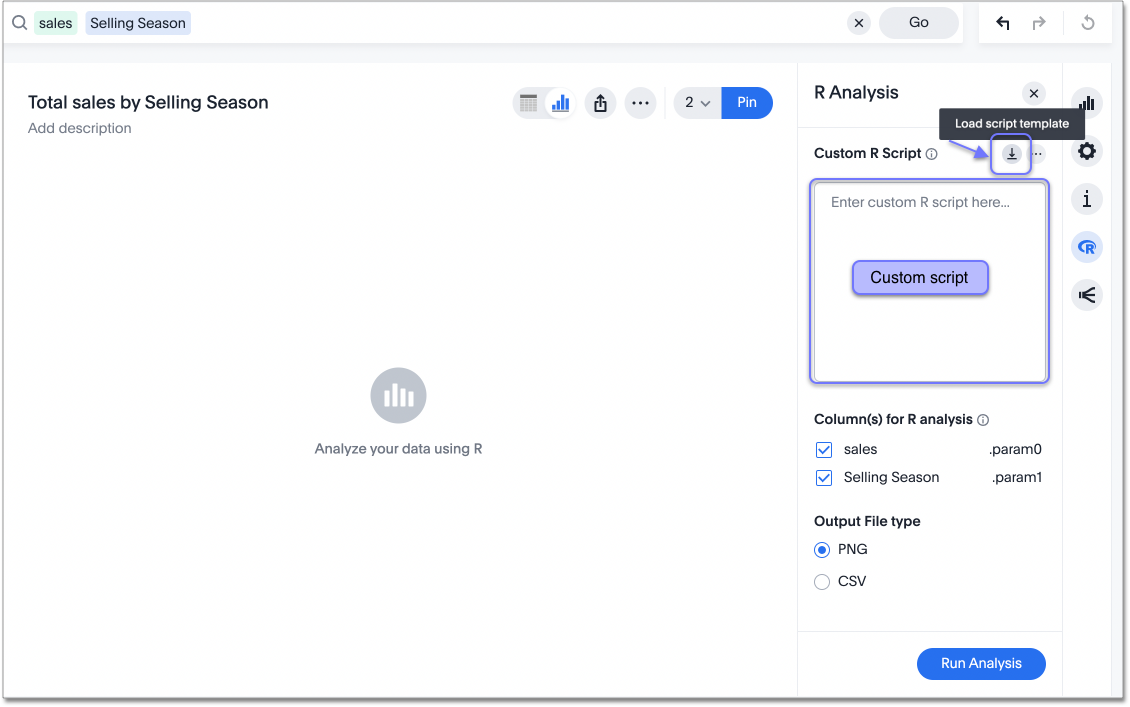 sales Selling Season
Go
Total sales by Selling Season
Add description
2
Pin
R Analysis
Load script template
Custom R Script
Enter custom R script here...
Custom script
Analyze your data using R
Column(s) for R analysis
sales .param0
Selling Season .param1
Output File type
PNG
CSV
Run Analysis